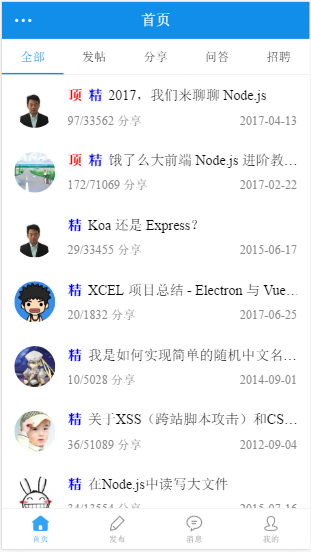 首页
全部 发帖 分享 问答 招聘
顶 精 2017，我们来聊聊 Node.js
97/33562 分享 2017-04-13
顶 精 饿了么大前端 Node.js 进阶教…
172/71069 分享 2017-02-22
精 Koa 还是 Express？
29/33455 分享 2015-06-17
精 XCEL 项目总结 - Electron 与 Vue…
20/1832 分享 2017-06-25
精 我是如何实现简单的随机中文名…
10/5028 分享 2014-09-01
精 关于XSS（跨站脚本攻击）和CS…
36/51089 分享 2012-09-04
精 在Node.js中读写大文件
34/13554 分享 2015-07-16
首页 发布 消息 我的